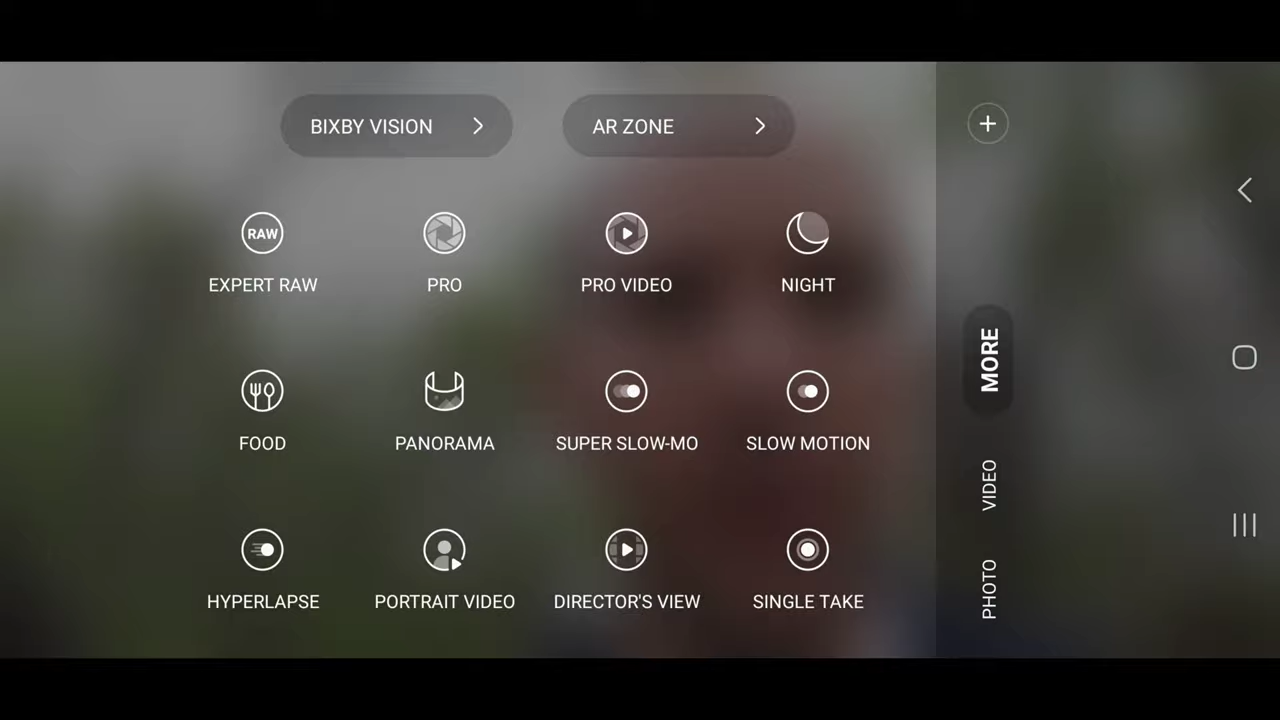 BIXBY VISION
AR ZONE
RAW
EXPERT RAW
PRO
PRO VIDEO
NIGHT
FOOD
PANORAMA
SUPER SLOW-MO
SLOW MOTION
HYPERLAPSE
PORTRAIT VIDEO
DIRECTOR'S VIEW
SINGLE TAKE
MORE
VIDEO
PHOTO